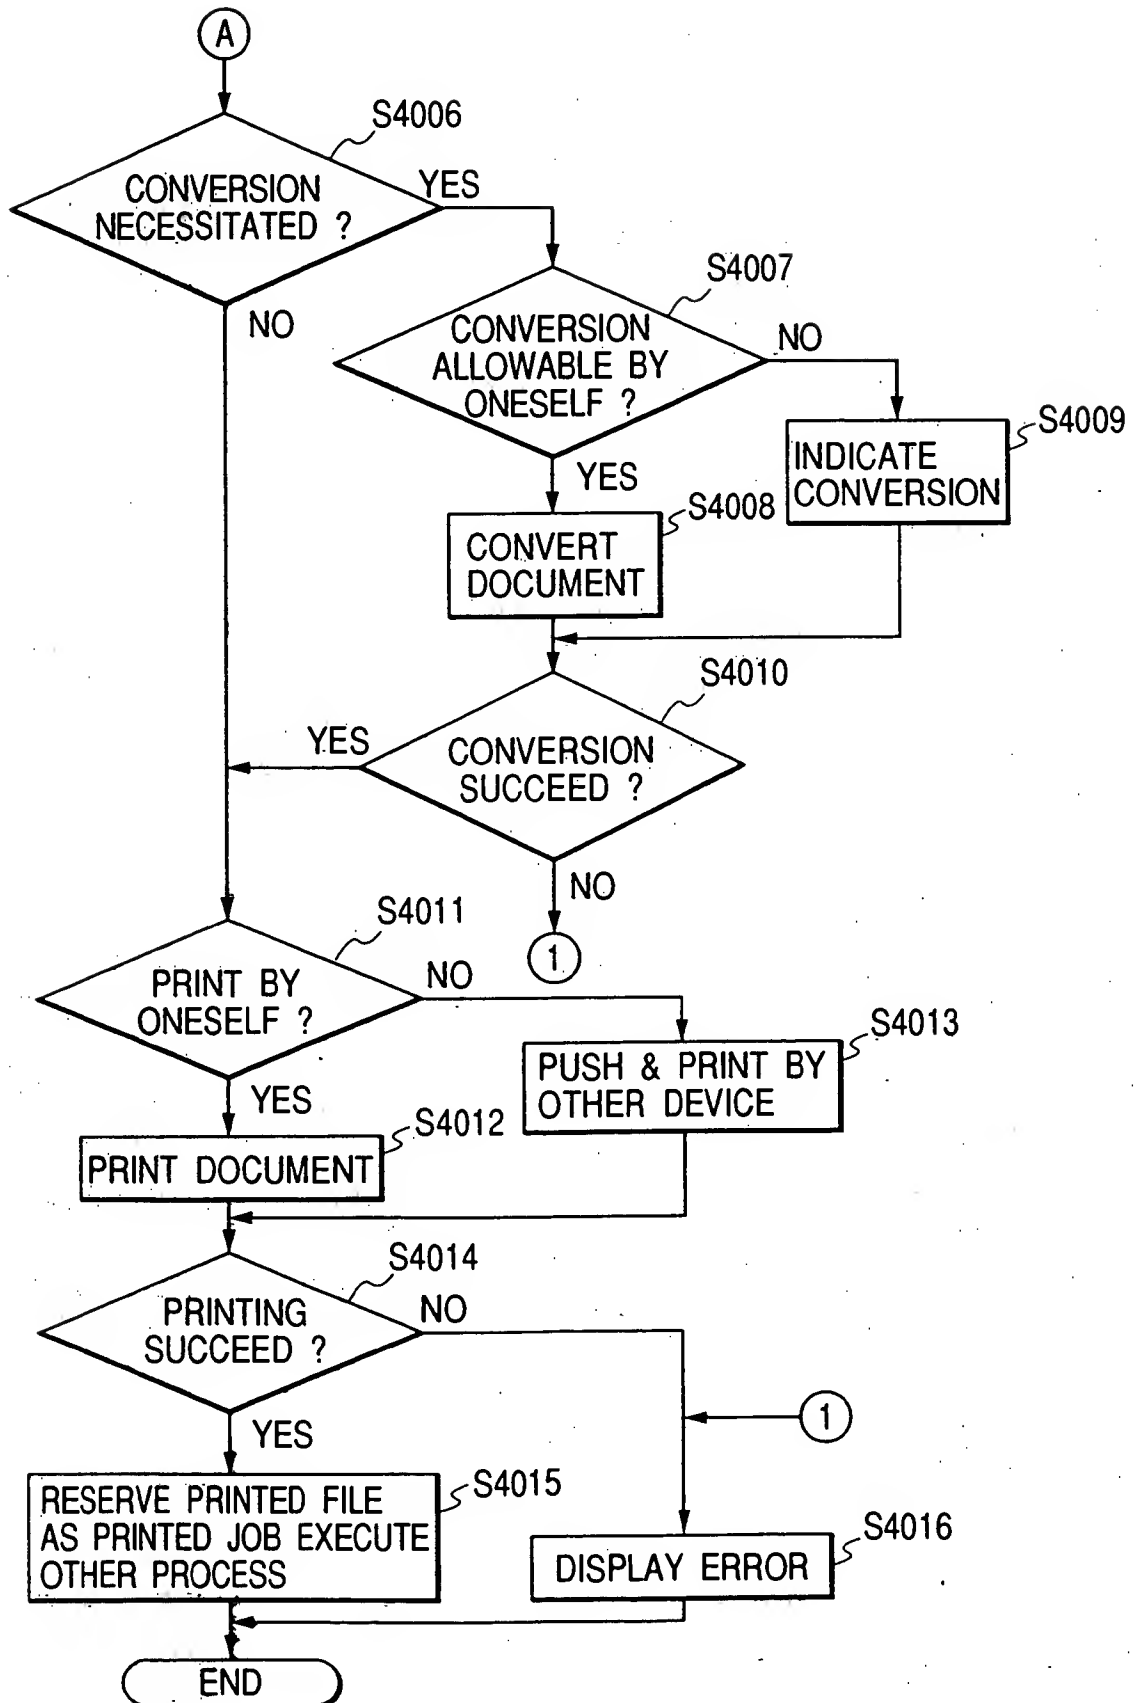 A
S4006
CONVERSION
NECESSITATED ?
YES
NO
S4007
CONVERSION
ALLOWABLE BY
ONESELF ?
NO
YES
S4009
INDICATE
CONVERSION
S4008
CONVERT
DOCUMENT
S4010
CONVERSION
SUCCEED ?
YES
NO
1
S4011
PRINT BY
ONESELF ?
NO
YES
S4013
PUSH & PRINT BY
OTHER DEVICE
S4012
PRINT DOCUMENT
S4014
PRINTING
SUCCEED ?
NO
YES
1
S4015
RESERVE PRINTED FILE
AS PRINTED JOB EXECUTE
OTHER PROCESS
S4016
DISPLAY ERROR
END